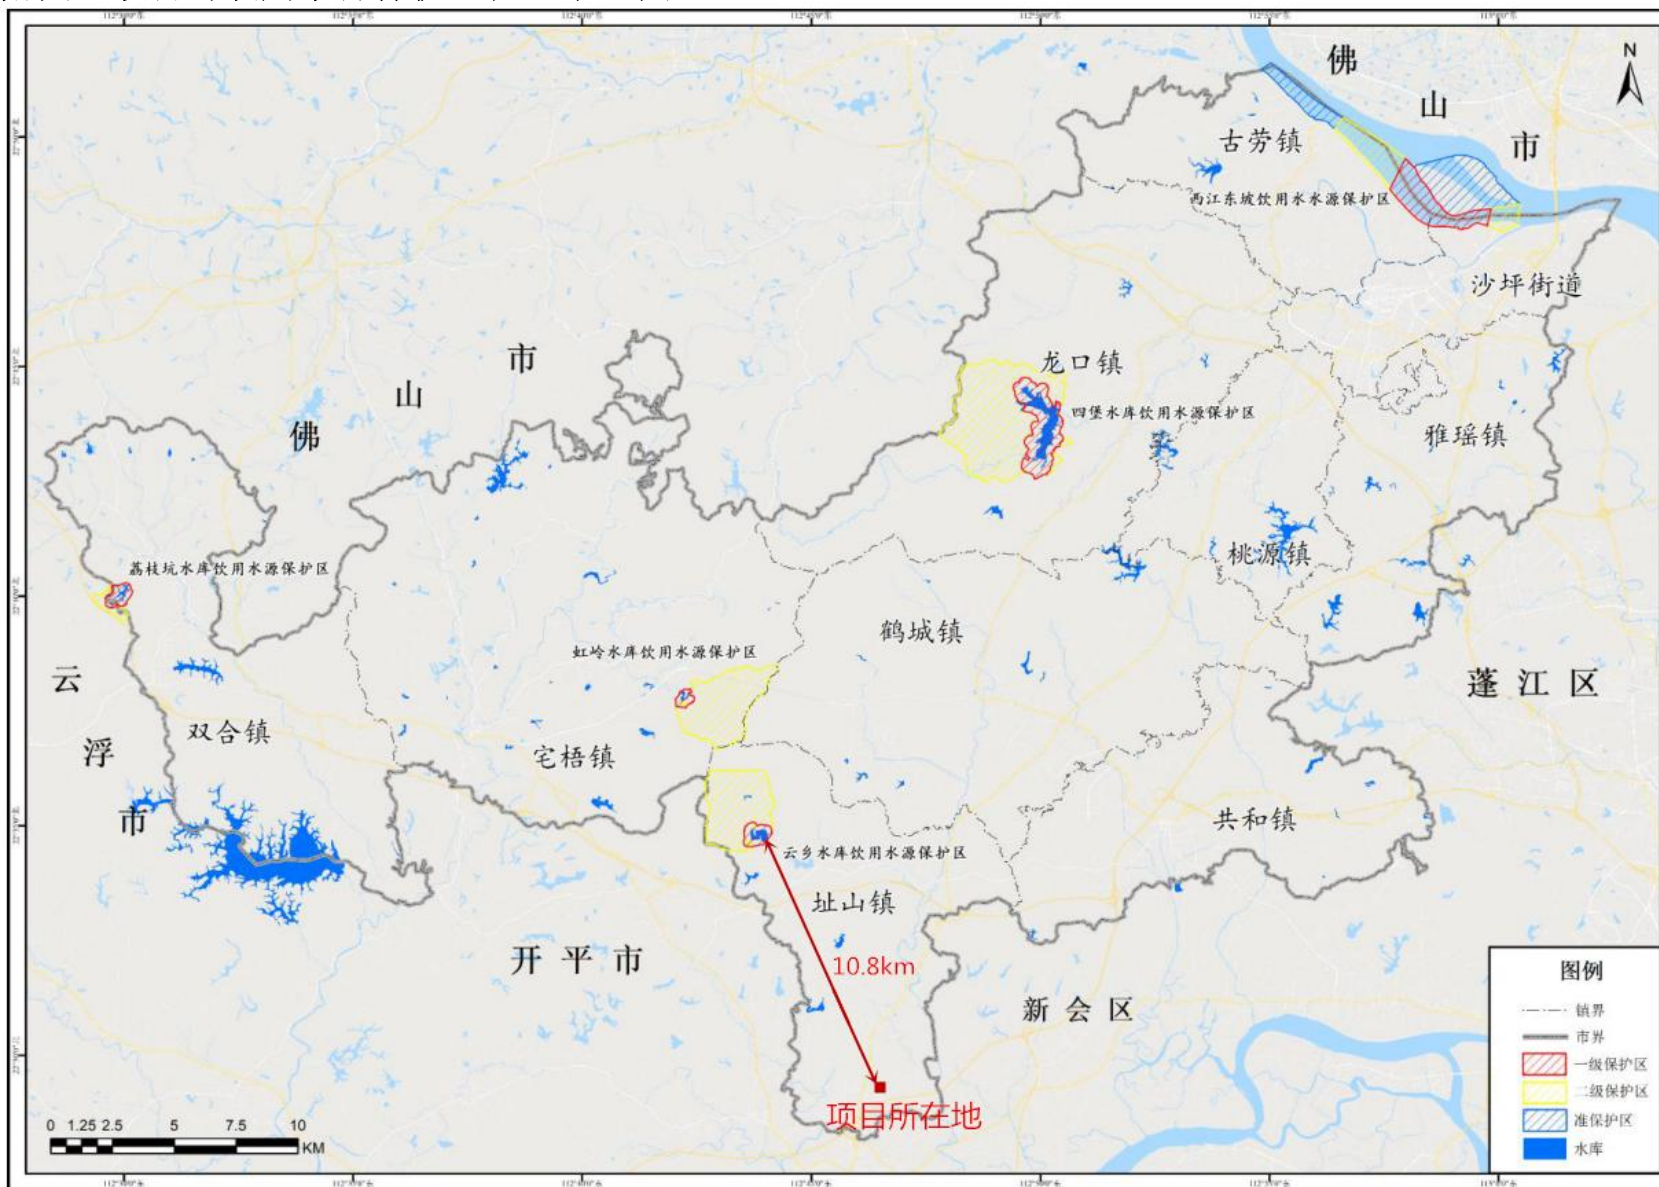 N
佛
山
市
古劳镇
西江东坡饮用水水源保护区
沙坪街道
龙口镇
四堡水库饮用水源保护区
雅瑶镇
市
山
佛
荔枝坑水库饮用水源保护区
桃源镇
鹤城镇
虹岭水库饮用水源保护区
云
浮
市
双合镇
宅梧镇
蓬江区
共和镇
云乡水库饮用水源保护区
址山镇
开平市
10.8km
新会区
项目所在地
图例
镇界
市界
一级保护区
二级保护区
准保护区
水库
0 1.25 2.5 5 7.5 10
KM